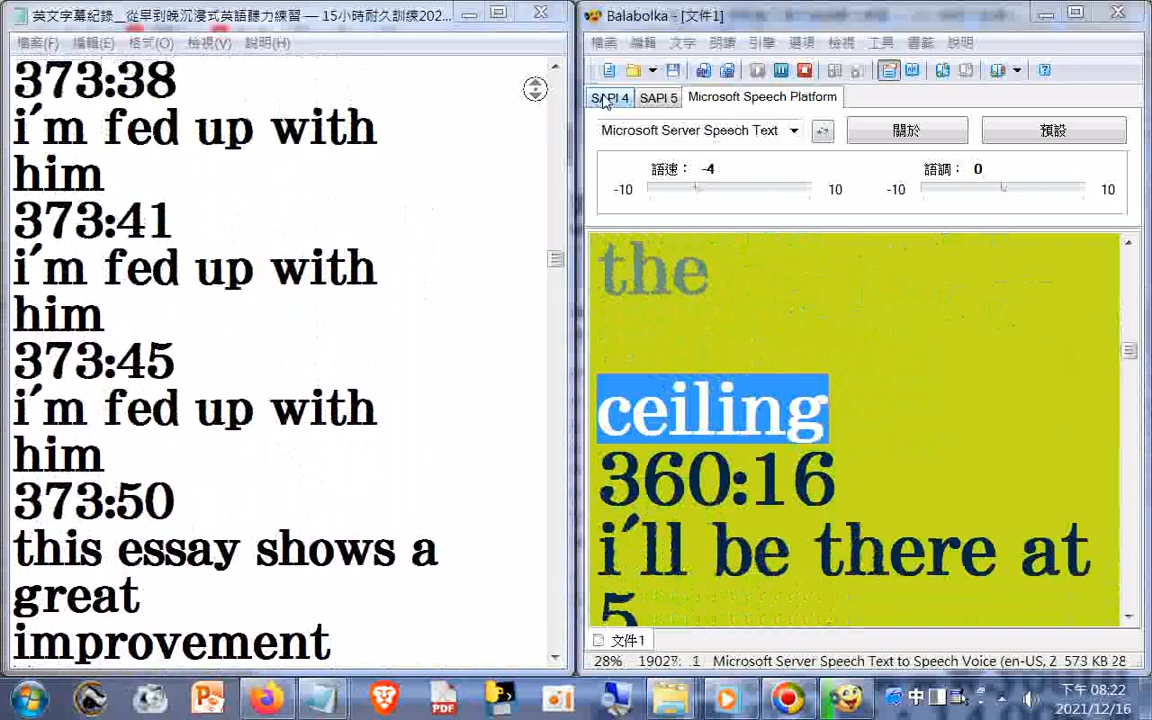 英文字幕紀錄__從早到晚沉浸式英語聽力練習 — 15小時耐久訓練202...
檔案(F) 編輯(E) 格式(O) 檢視(V) 說明(H)
373:38
i'm fed up with
him
373:41
i'm fed up with
him
373:45
i'm fed up with
him
373:50
this essay shows a
great
improvement
Balabolka - [文件1]
檔案 編輯 文字 朗讀 引擎 選項 檢視 工具 書籤 說明
SAPI 4 SAPI 5 Microsoft Speech Platform
Microsoft Server Speech Text 關於 預設
語速： -4 語調： 0
-10 10 -10 10
the
ceiling
360:16
i'll be there at
5
文件1
28% 19027: 1 Microsoft Server Speech Text to Speech Voice (en-US, Z 573 KB 28
中 下午 08:22
2021/12/16